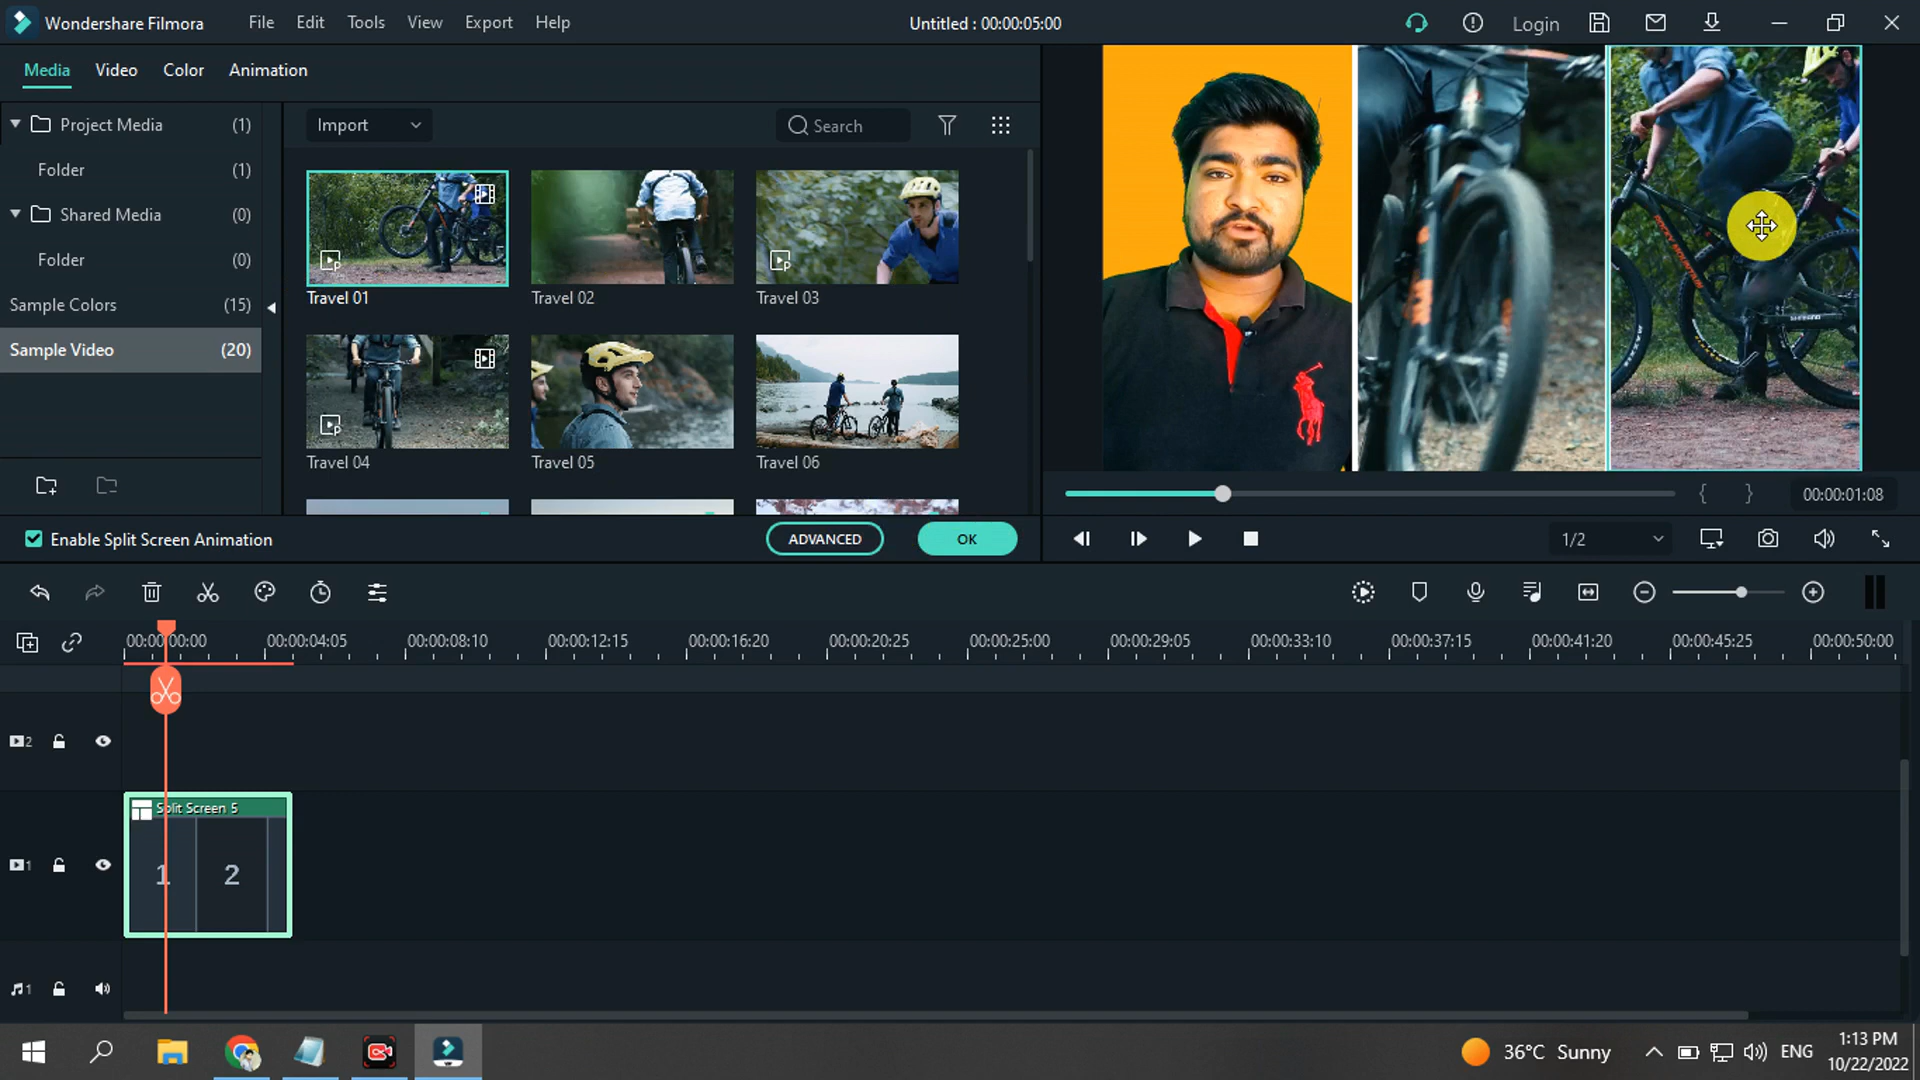 Wondershare Filmora
File
Edit
Tools
View
Export
Help
Untitled : 00:00:05:00
Login
Media
Video
Color
Animation
Project Media (1)
Folder (1)
Shared Media (0)
Folder (0)
Sample Colors (15)
Sample Video (20)
Import
Search
Travel 01
Travel 02
Travel 03
Travel 04
Travel 05
Travel 06
{ }
00:00:01:08
Enable Split Screen Animation
ADVANCED
OK
1/2
00:00:00:00
00:00:04:05
00:00:08:10
00:00:12:15
00:00:16:20
00:00:20:25
00:00:25:00
00:00:29:05
00:00:33:10
00:00:37:15
00:00:41:20
00:00:45:25
00:00:50:00
2
Split Screen 5
1
1
2
1
36°C Sunny
ENG
1:13 PM
10/22/2022